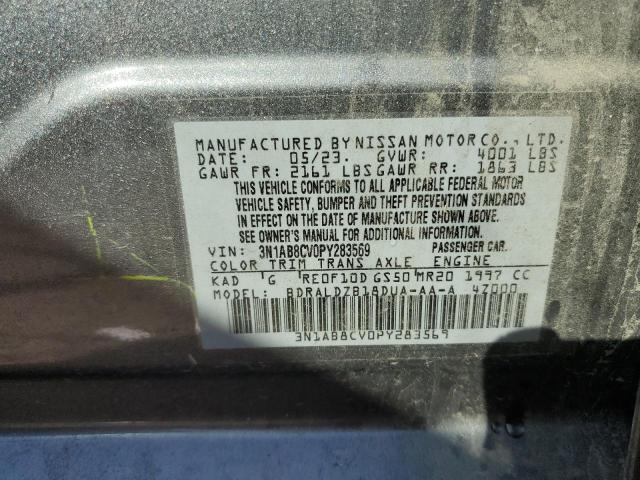 MANUFACTURED BY NISSAN MOTOR CO., LTD.
DATE: 05/23. GVWR: 4001 LBS
GAWR FR: 2161 LBS GAWR RR: 1863 LBS
THIS VEHICLE CONFORMS TO ALL APPLICABLE FEDERAL MOTOR
VEHICLE SAFETY, BUMPER AND THEFT PREVENTION STANDARDS
IN EFFECT ON THE DATE OF MANUFACTURE SHOWN ABOVE.
SEE OWNER'S MANUAL FOR ADDITIONAL INFORMATION.
VIN: 3N1AB8CV0PY283569 PASSENGER CAR.
COLOR TRIM TRANS AXLE ENGINE
KAD G RE0F10D GS50 MR20 1997 CC
MODEL: BDRALDZB18DUA-AA-A 4Z000
3N1AB8CV0PY283569